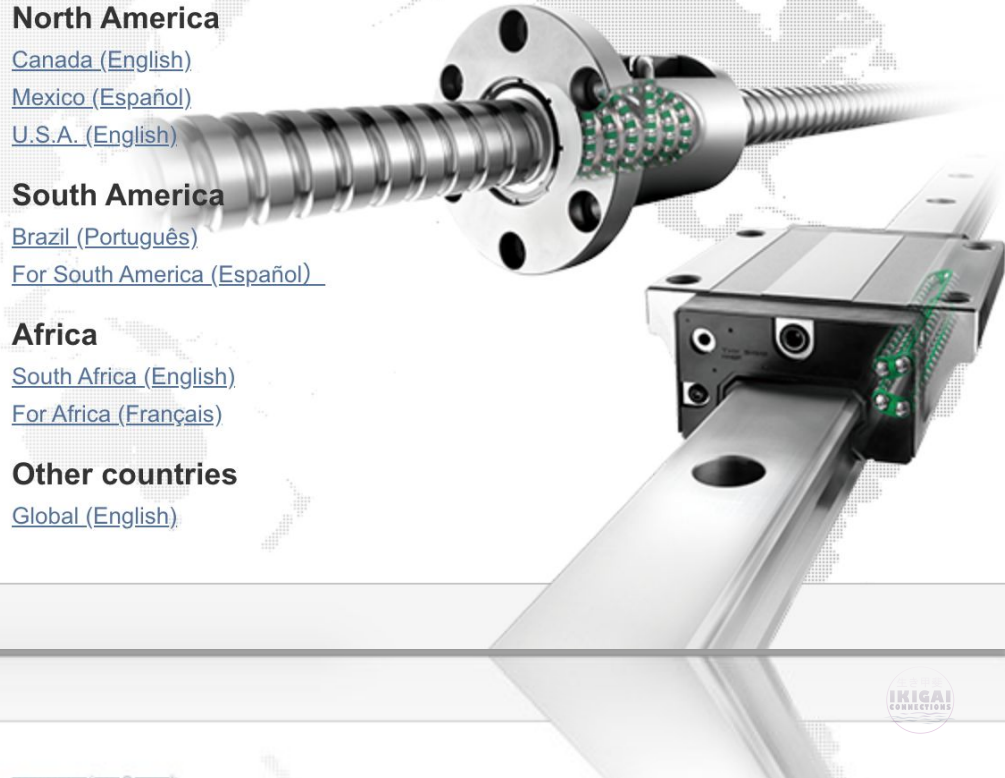 North America
Canada (English)
Mexico (Español)
U.S.A. (English)
South America
Brazil (Português)
For South America (Español)
Africa
South Africa (English)
For Africa (Français)
Other countries
Global (English)
IKIGAI
CONNECTIONS